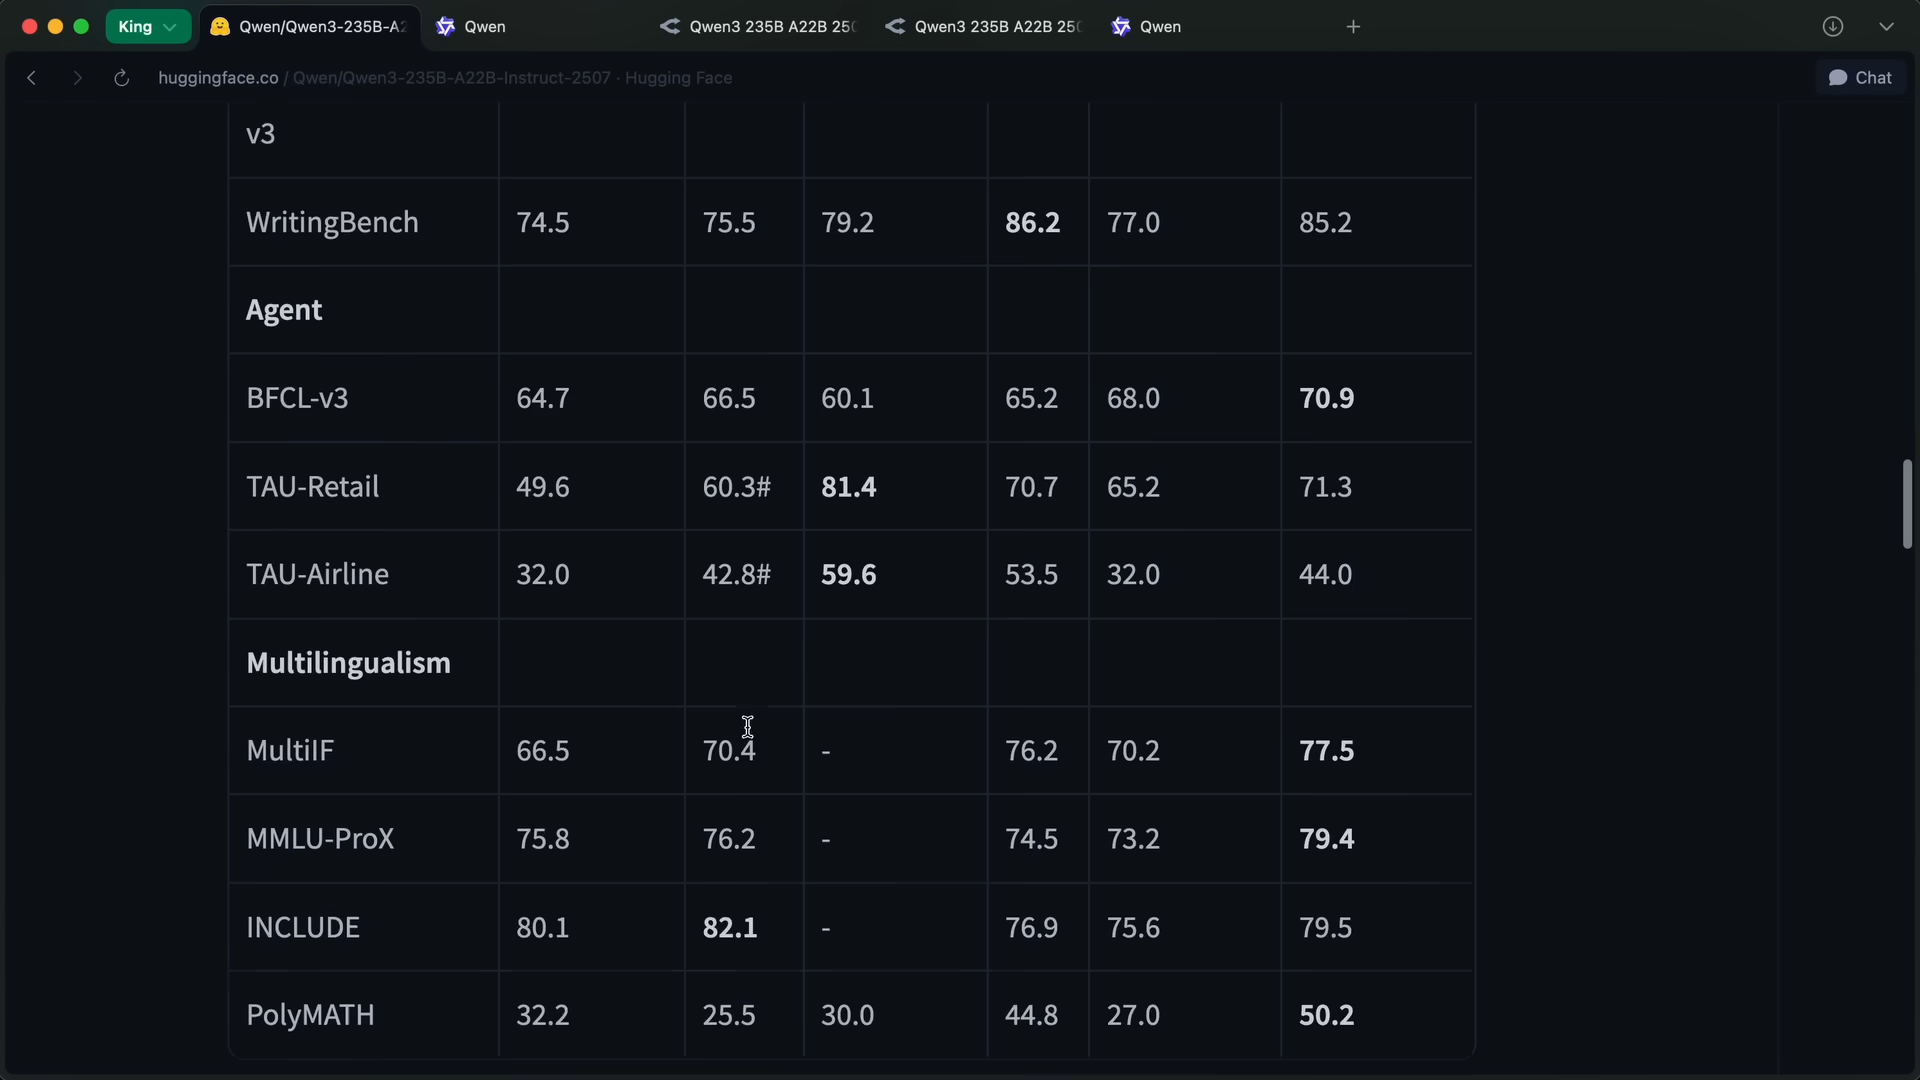 King
Qwen/Qwen3-235B-A2
Qwen
Qwen3 235B A22B 250
Qwen3 235B A22B 250
Qwen
huggingface.co / Qwen/Qwen3-235B-A22B-Instruct-2507 · Hugging Face
Chat
v3
WritingBench 74.5 75.5 79.2 86.2 77.0 85.2
Agent
BFCL-v3 64.7 66.5 60.1 65.2 68.0 70.9
TAU-Retail 49.6 60.3# 81.4 70.7 65.2 71.3
TAU-Airline 32.0 42.8# 59.6 53.5 32.0 44.0
Multilingualism
MultiIF 66.5 70.4 - 76.2 70.2 77.5
MMLU-ProX 75.8 76.2 - 74.5 73.2 79.4
INCLUDE 80.1 82.1 - 76.9 75.6 79.5
PolyMATH 32.2 25.5 30.0 44.8 27.0 50.2